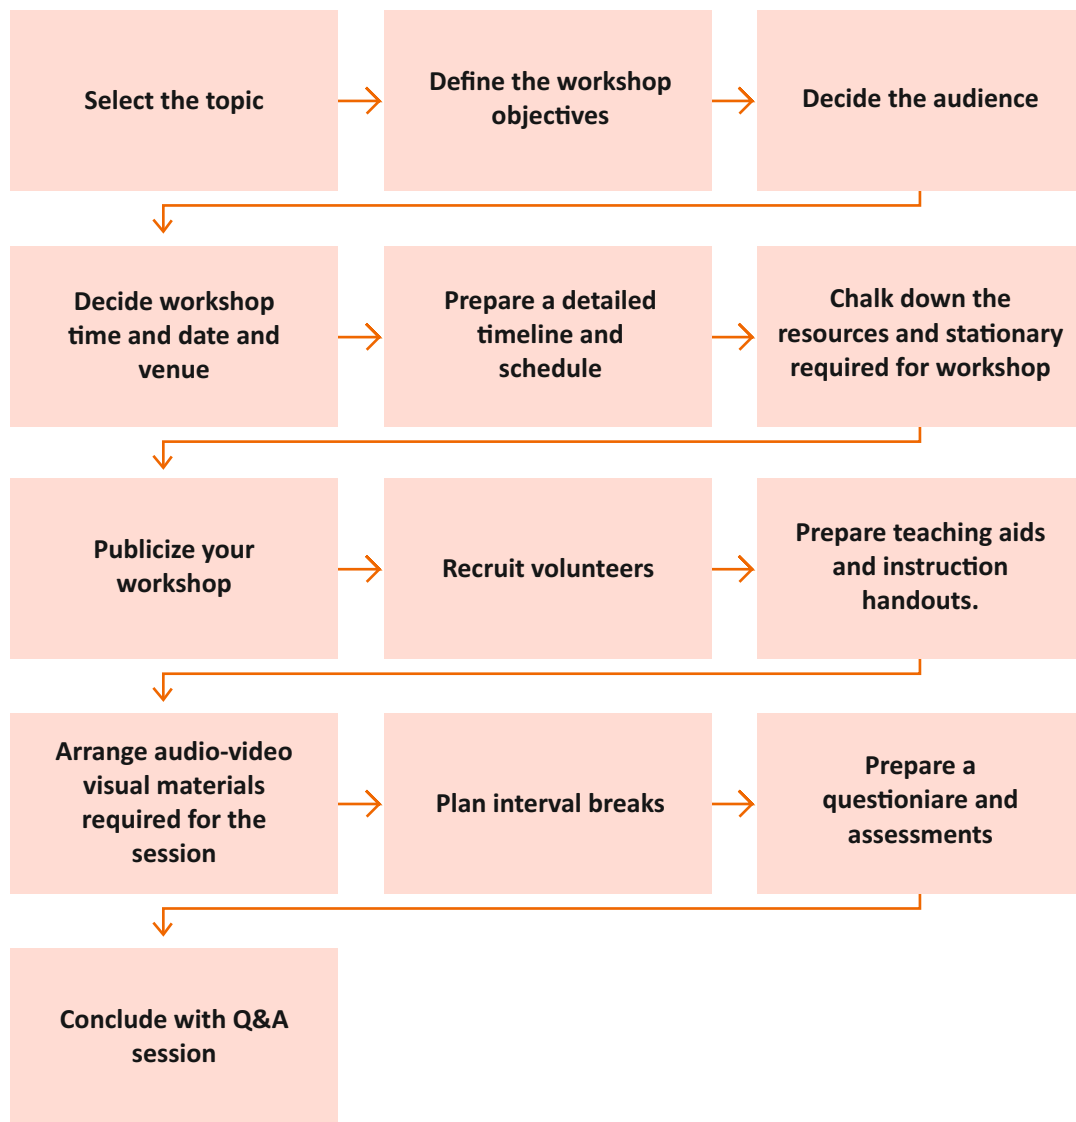 Select the topic
Define the workshop
objectives
Decide the audience
Decide workshop
time and date and
venue
Prepare a detailed
timeline and
schedule
Chalk down the
resources and stationary
required for workshop
Publicize your
workshop
Recruit volunteers
Prepare teaching aids
and instruction
handouts.
Arrange audio-video
visual materials
required for the
session
Plan interval breaks
Prepare a
questioniare and
assessments
Conclude with Q&A
session